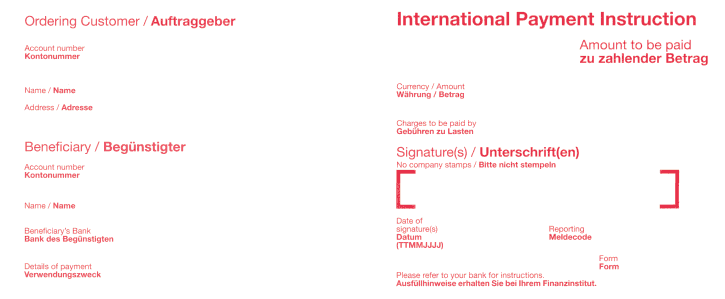 Ordering Customer / Auftraggeber
Account number
Kontonummer
Name / Name
Address / Adresse
Beneficiary / Begünstigter
Account number
Kontonummer
Name / Name
Beneficiary's Bank
Bank des Begünstigten
Details of payment
Verwendungszweck
International Payment Instruction
Amount to be paid
zu zahlender Betrag
Currency / Amount
Währung / Betrag
Charges to be paid by
Gebühren zu Lasten
Signature(s) / Unterschrift(en)
No company stamps / Bitte nicht stempeln
Date of
signature(s)
Datum
(TTMMJJJJ)
Reporting
Meldecode
Form
Form
Please refer to your bank for instructions.
Ausfüllhinweise erhalten Sie bei Ihrem Finanzinstitut.